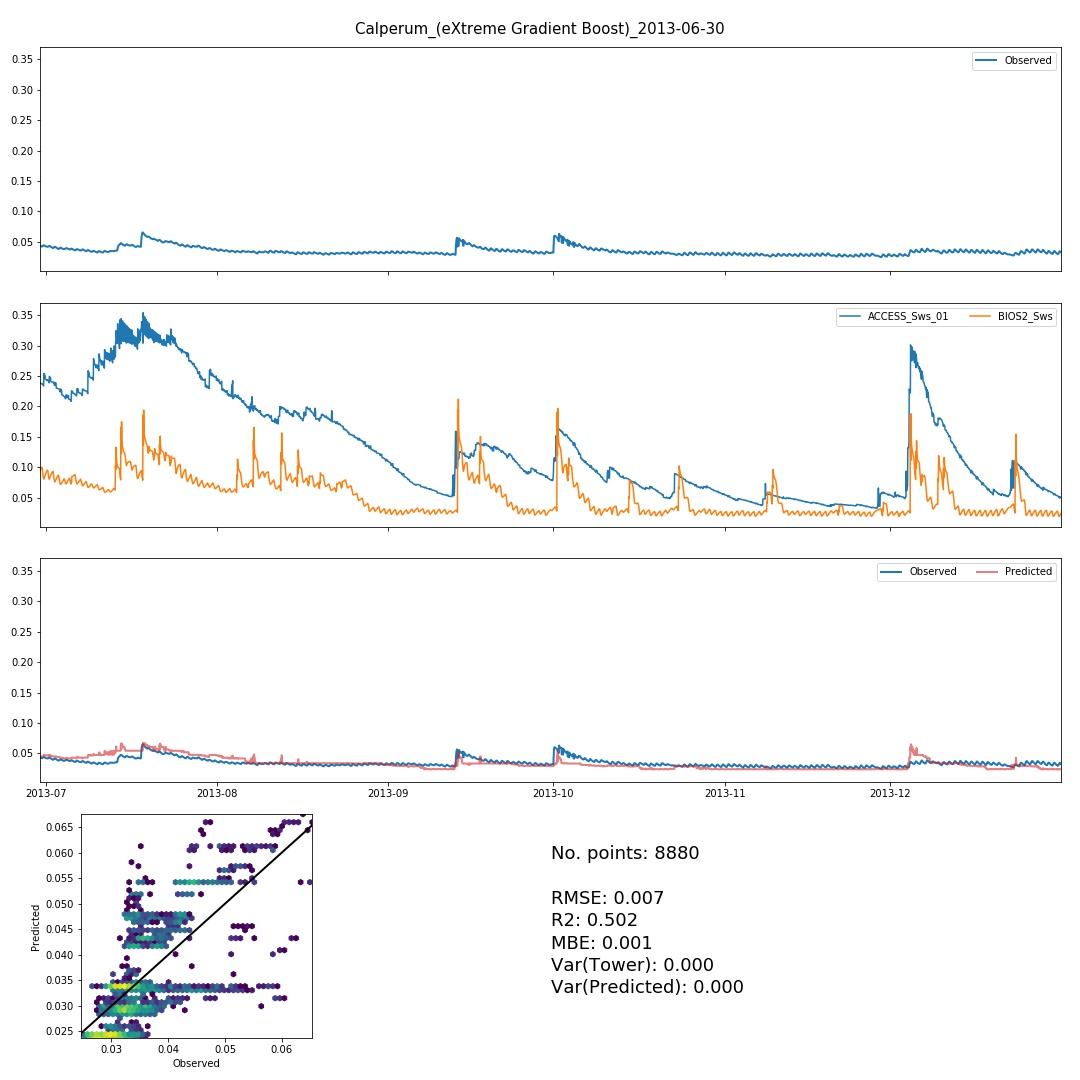 Calperum_(eXtreme Gradient Boost)_2013-06-30
0.35
0.30
0.25
0.20
0.15
0.10
0.05
Observed
0.35
0.30
0.25
0.20
0.15
0.10
0.05
ACCESS_Sws_01 BIOS2_Sws
0.35
0.30
0.25
0.20
0.15
0.10
0.05
Observed Predicted
2013-07 2013-08 2013-09 2013-10 2013-11 2013-12
0.065
0.060
0.055
0.050
0.045
0.040
0.035
0.030
0.025
Predicted
0.03 0.04 0.05 0.06
Observed
No. points: 8880
RMSE: 0.007
R2: 0.502
MBE: 0.001
Var(Tower): 0.000
Var(Predicted): 0.000